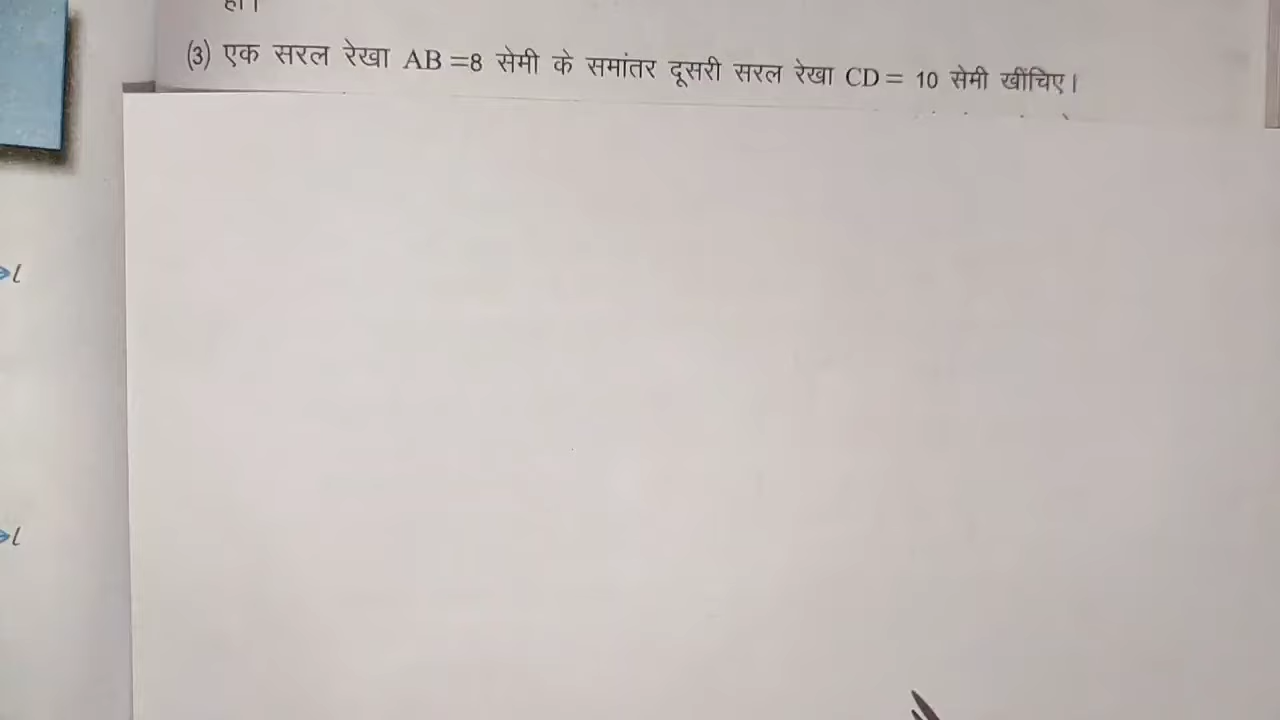 (3) एक सरल रेखा AB =8 सेमी के समांतर दूसरी सरल रेखा CD = 10 सेमी खींचिए।
l
l